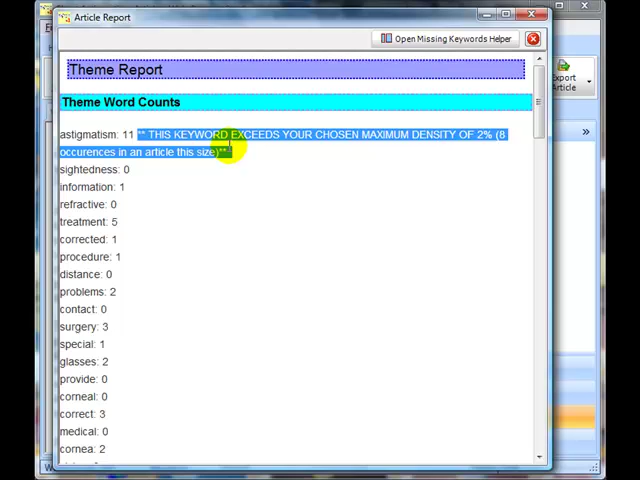 Article Report
Open Missing Keywords Helper
Theme Report
Export
Article
Theme Word Counts
astigmatism: 11 ** THIS KEYWORD EXCEEDS YOUR CHOSEN MAXIMUM DENSITY OF 2% (8
occurences in an article this size)**
sightedness: 0
information: 1
refractive: 0
treatment: 5
corrected: 1
procedure: 1
distance: 0
problems: 2
contact: 0
surgery: 3
special: 1
glasses: 2
provide: 0
corneal: 0
correct: 3
medical: 0
cornea: 2